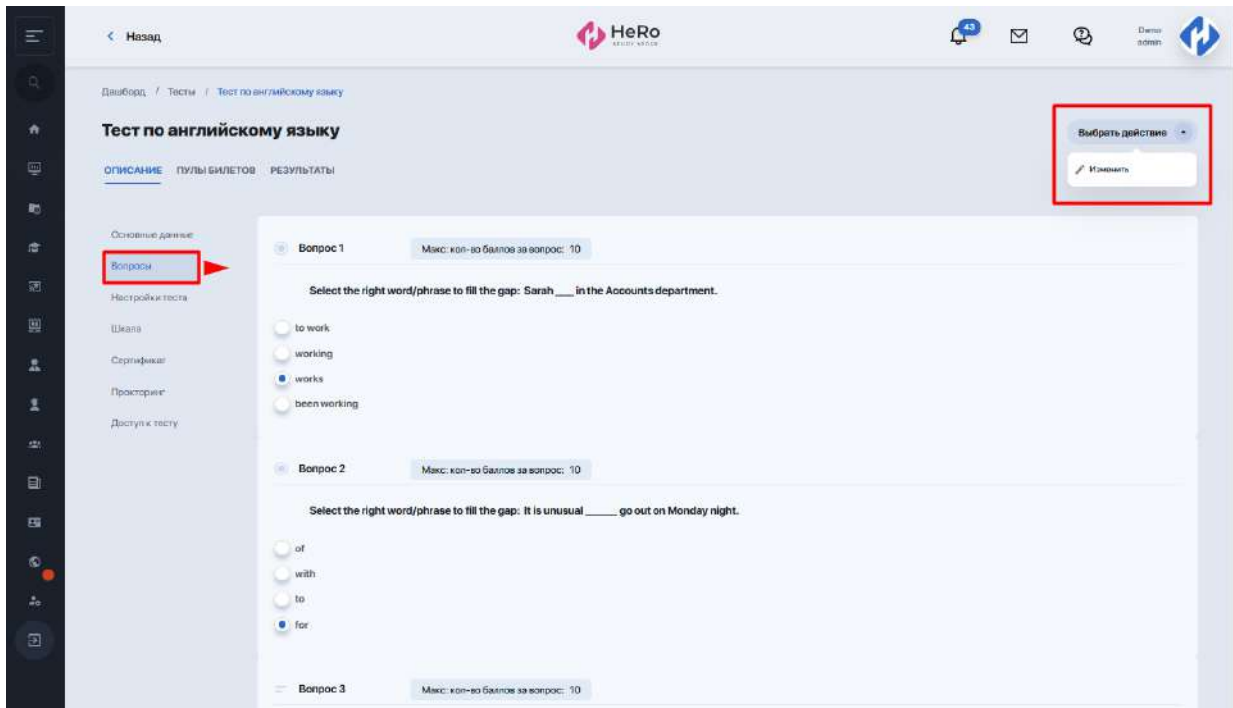 Назад
HeRo
STUDY SPACE
43
Demo
admin
Дашборд / Тесты / Тест по английскому языку
Тест по английскому языку
Выбрать действие
Изменить
ОПИСАНИЕ ПУЛЫ БИЛЕТОВ РЕЗУЛЬТАТЫ
Основные данные
Вопросы
Настройки теста
Шкала
Сертификат
Прокторинг
Доступ к тесту
Вопрос 1 Макс: кол-во баллов за вопрос: 10
Select the right word/phrase to fill the gap: Sarah ___ in the Accounts department.
to work
working
works
been working
Вопрос 2 Макс: кол-во баллов за вопрос: 10
Select the right word/phrase to fill the gap: It is unusual _____ go out on Monday night.
of
with
to
for
Вопрос 3 Макс: кол-во баллов за вопрос: 10